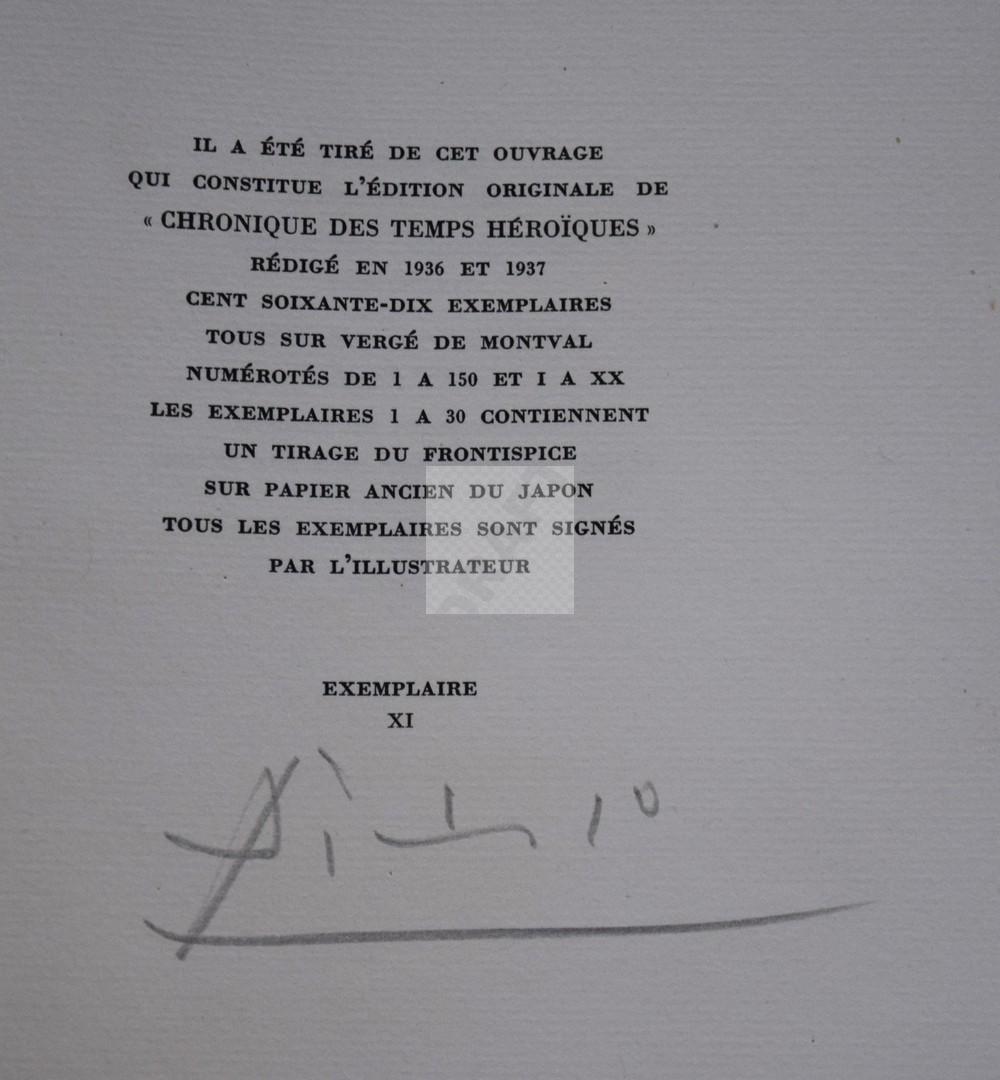 IL A ÉTÉ TIRÉ DE CET OUVRAGE
QUI CONSTITUE L'ÉDITION ORIGINALE DE
« CHRONIQUE DES TEMPS HÉROÏQUES »
RÉDIGÉ EN 1936 ET 1937
CENT SOIXANTE-DIX EXEMPLAIRES
TOUS SUR VERGÉ DE MONTVAL
NUMÉROTÉS DE 1 A 150 ET I A XX
LES EXEMPLAIRES 1 A 30 CONTIENNENT
UN TIRAGE DU FRONTISPICE
SUR PAPIER ANCIEN DU JAPON
TOUS LES EXEMPLAIRES SONT SIGNÉS
PAR L'ILLUSTRATEUR
EXEMPLAIRE
XI
Picasso